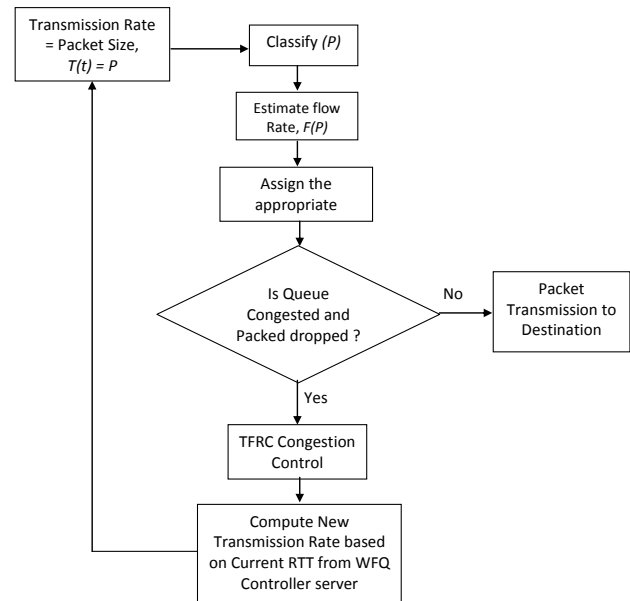 Transmission Rate
= Packet Size,
T(t) = P
Classify (P)
Estimate flow
Rate, F(P)
Assign the
appropriate
Is Queue
Congested and
Packed dropped ?
No
Packet
Transmission to
Destination
Yes
TFRC Congestion
Control
Compute New
Transmission Rate based
on Current RTT from WFQ
Controller server